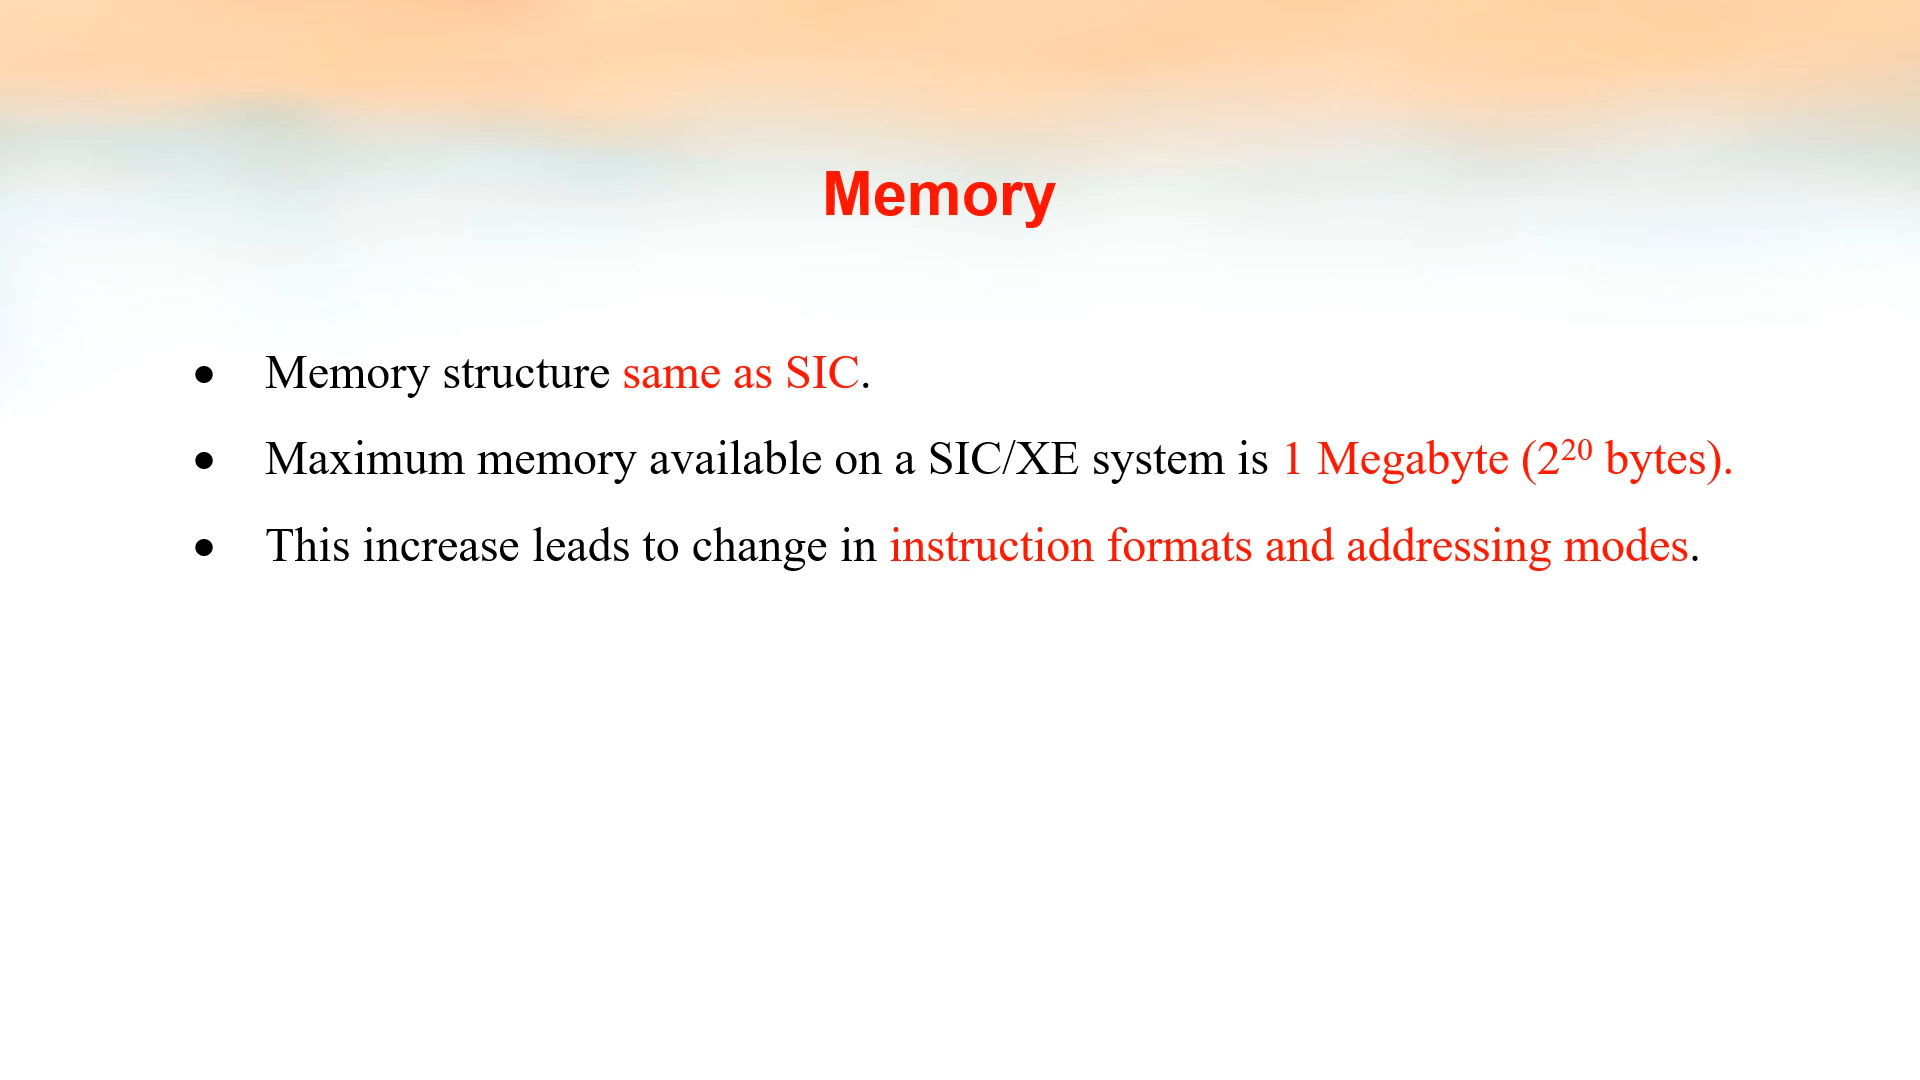 Memory
• Memory structure same as SIC.
• Maximum memory available on a SIC/XE system is 1 Megabyte (2²⁰ bytes).
• This increase leads to change in instruction formats and addressing modes.